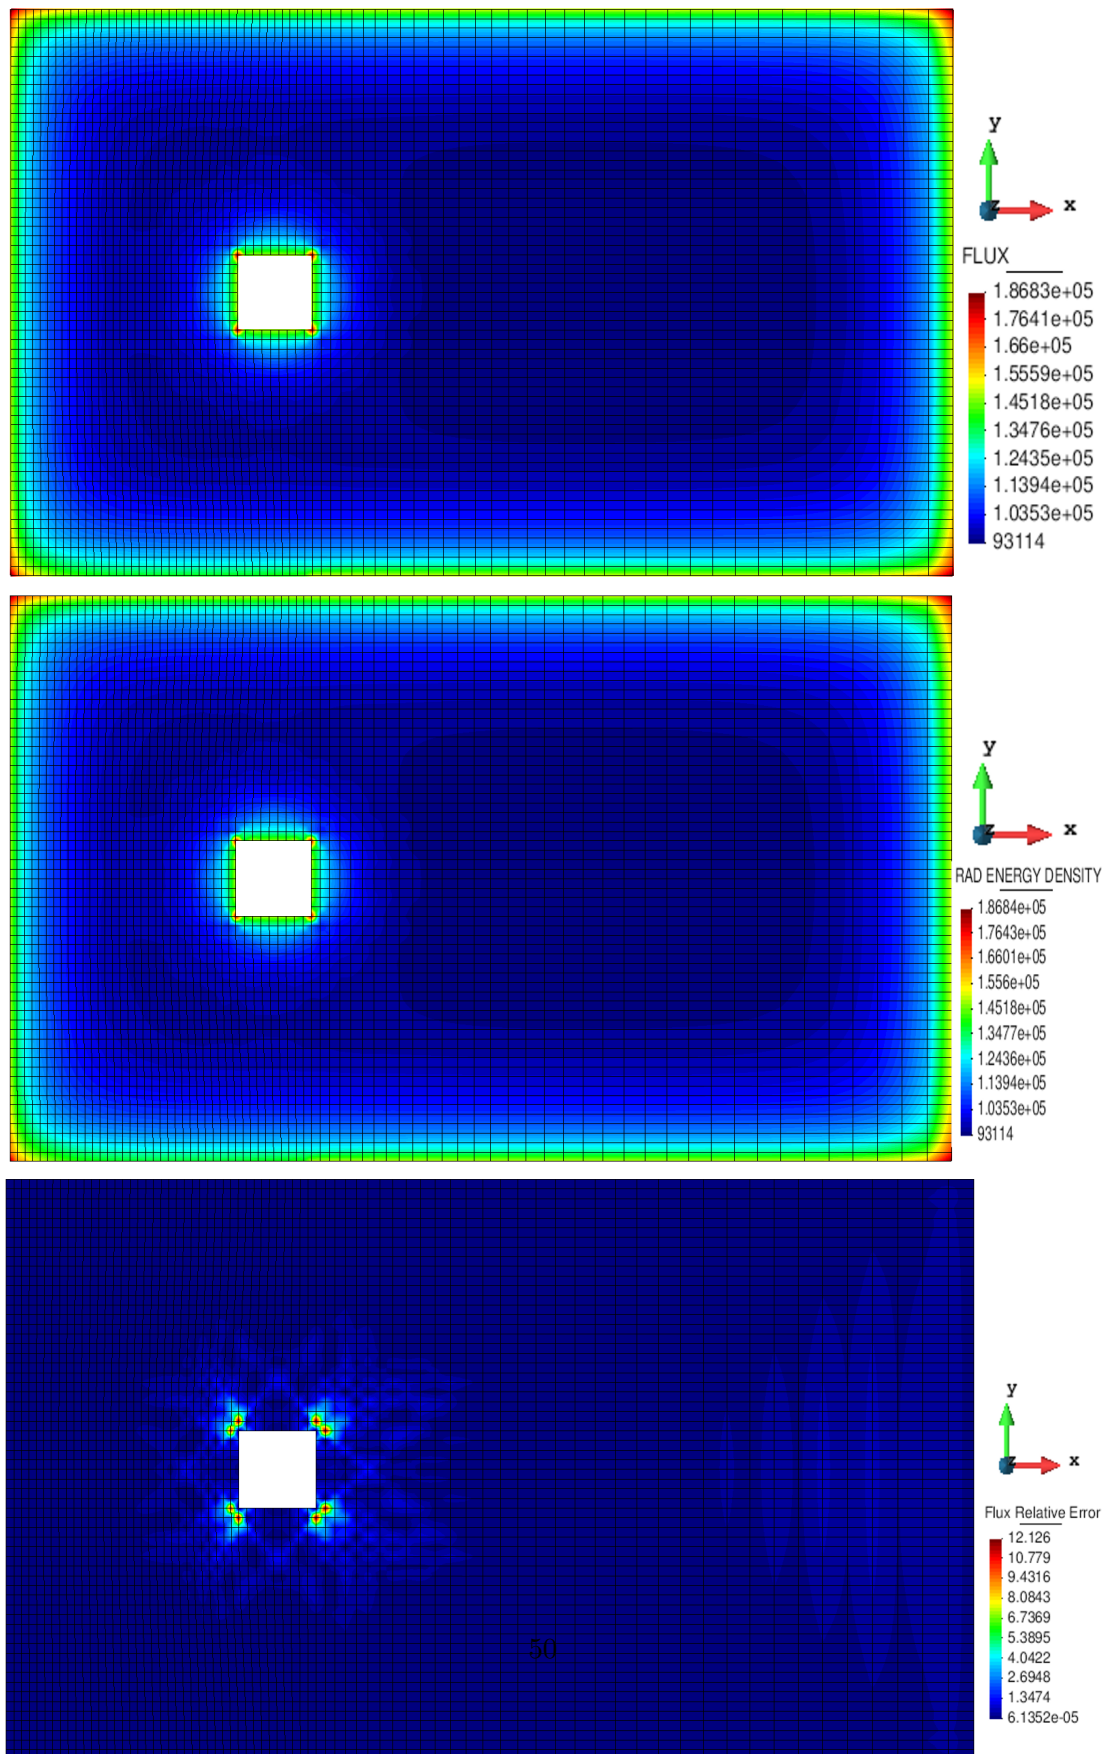 y
z x
FLUX
1.8683e+05
1.7641e+05
1.66e+05
1.5559e+05
1.4518e+05
1.3476e+05
1.2435e+05
1.1394e+05
1.0353e+05
93114
y
z x
RAD ENERGY DENSITY
1.8684e+05
1.7643e+05
1.6601e+05
1.556e+05
1.4518e+05
1.3477e+05
1.2436e+05
1.1394e+05
1.0353e+05
93114
y
z x
Flux Relative Error
12.126
10.779
9.4316
8.0843
6.7369
5.3895
4.0422
2.6948
1.3474
6.1352e-05
50